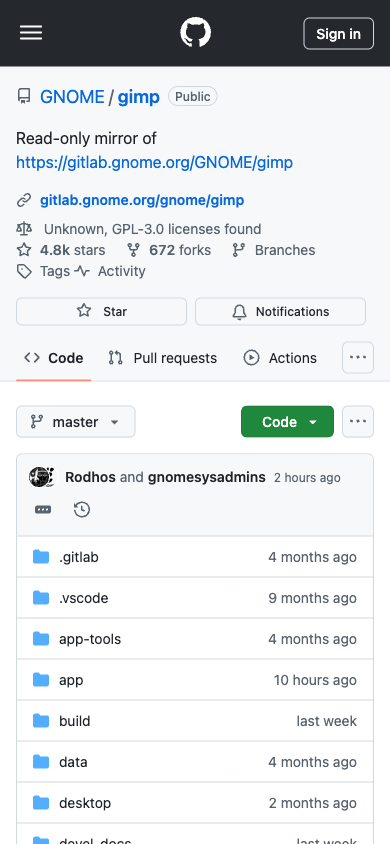 Sign in
GNOME / gimp Public
Read-only mirror of
https://gitlab.gnome.org/GNOME/gimp
gitlab.gnome.org/gnome/gimp
Unknown, GPL-3.0 licenses found
4.8k stars 672 forks Branches
Tags Activity
Star Notifications
Code Pull requests Actions
master Code
Rodhos and gnomesysadmins 2 hours ago
.gitlab 4 months ago
.vscode 9 months ago
app-tools 4 months ago
app 10 hours ago
build last week
data 4 months ago
desktop 2 months ago
devel-docs last week